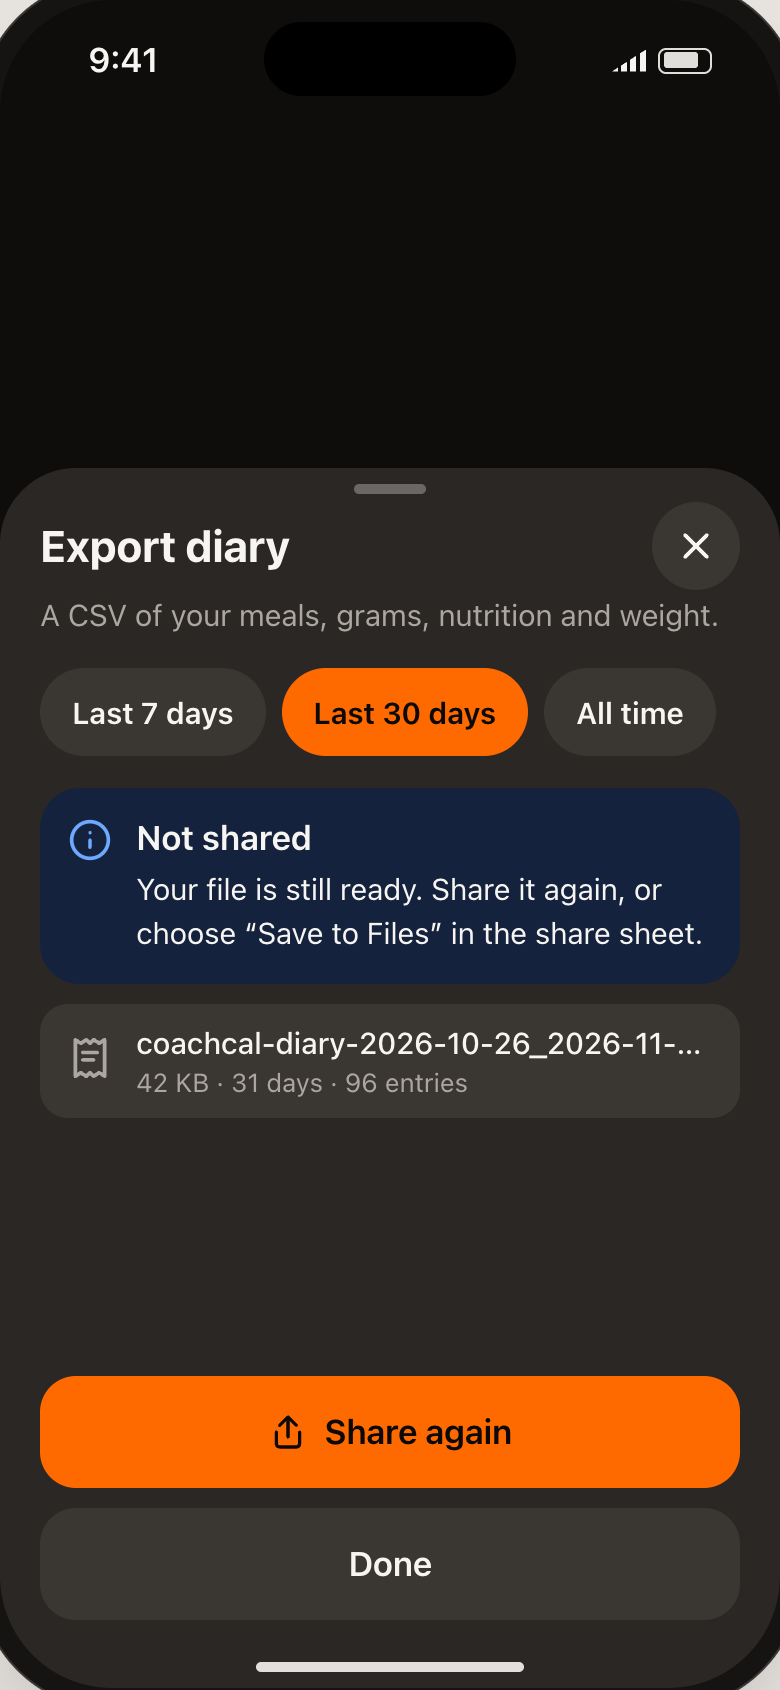 9:41
Export diary
A CSV of your meals, grams, nutrition and weight.
Last 7 days
Last 30 days
All time
Not shared
Your file is still ready. Share it again, or
choose “Save to Files” in the share sheet.
coachcal-diary-2026-10-26_2026-11-...
42 KB · 31 days · 96 entries
Share again
Done